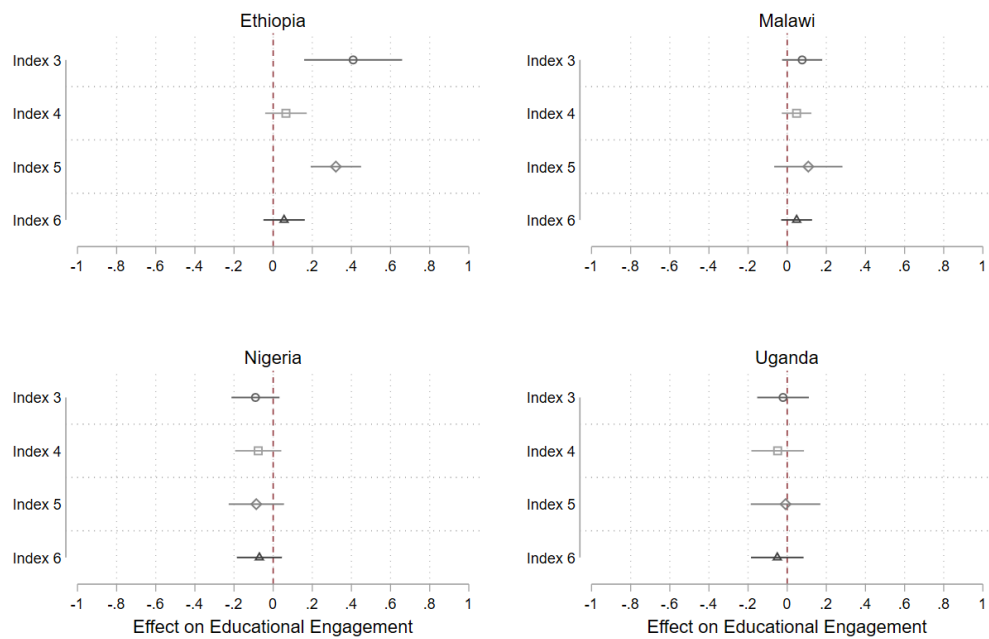 Ethiopia
Index 3
Index 4
Index 5
Index 6
-1 -.8 -.6 -.4 -.2 0 .2 .4 .6 .8 1
Malawi
Index 3
Index 4
Index 5
Index 6
-1 -.8 -.6 -.4 -.2 0 .2 .4 .6 .8 1
Nigeria
Index 3
Index 4
Index 5
Index 6
-1 -.8 -.6 -.4 -.2 0 .2 .4 .6 .8 1
Effect on Educational Engagement
Uganda
Index 3
Index 4
Index 5
Index 6
-1 -.8 -.6 -.4 -.2 0 .2 .4 .6 .8 1
Effect on Educational Engagement